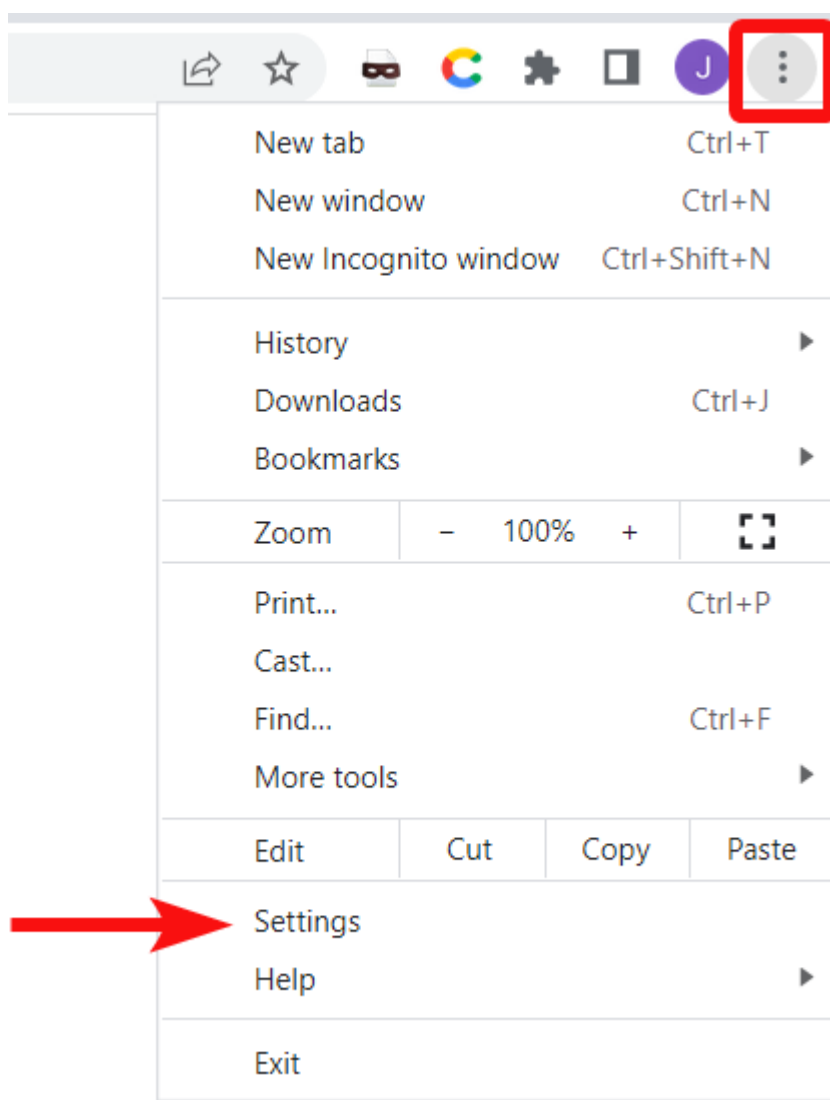 J
New tab Ctrl+T
New window Ctrl+N
New Incognito window Ctrl+Shift+N
History
Downloads Ctrl+J
Bookmarks
Zoom - 100% +
Print... Ctrl+P
Cast...
Find... Ctrl+F
More tools
Edit Cut Copy Paste
Settings
Help
Exit